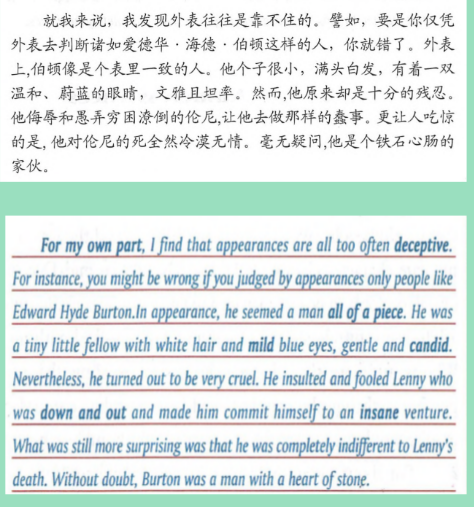 就我来说，我发现外表往往是靠不住的。譬如，要是你仅凭
外表去判断诸如爱德华·海德·伯顿这样的人，你就错了。外表
上,伯顿像是个表里一致的人。他个子很小，满头白发，有着一双
温和、蔚蓝的眼睛，文雅且坦率。然而,他原来却是十分的残忍。
他侮辱和愚弄穷困潦倒的伦尼,让他去做那样的蠢事。更让人吃惊
的是,他对伦尼的死全然冷漠无情。毫无疑问,他是个铁石心肠的
家伙。
For my own part, I find that appearances are all too often deceptive.
For instance, you might be wrong if you judged by appearances only people like
Edward Hyde Burton.In appearance, he seemed a man all of a piece. He was
a tiny little fellow with white hair and mild blue eyes, gentle and candid.
Nevertheless, he turned out to be very cruel. He insulted and fooled Lenny who
was down and out and made him commit himself to an insane venture.
What was still more surprising was that he was completely indifferent to Lenny's
death. Without doubt, Burton was a man with a heart of stone.